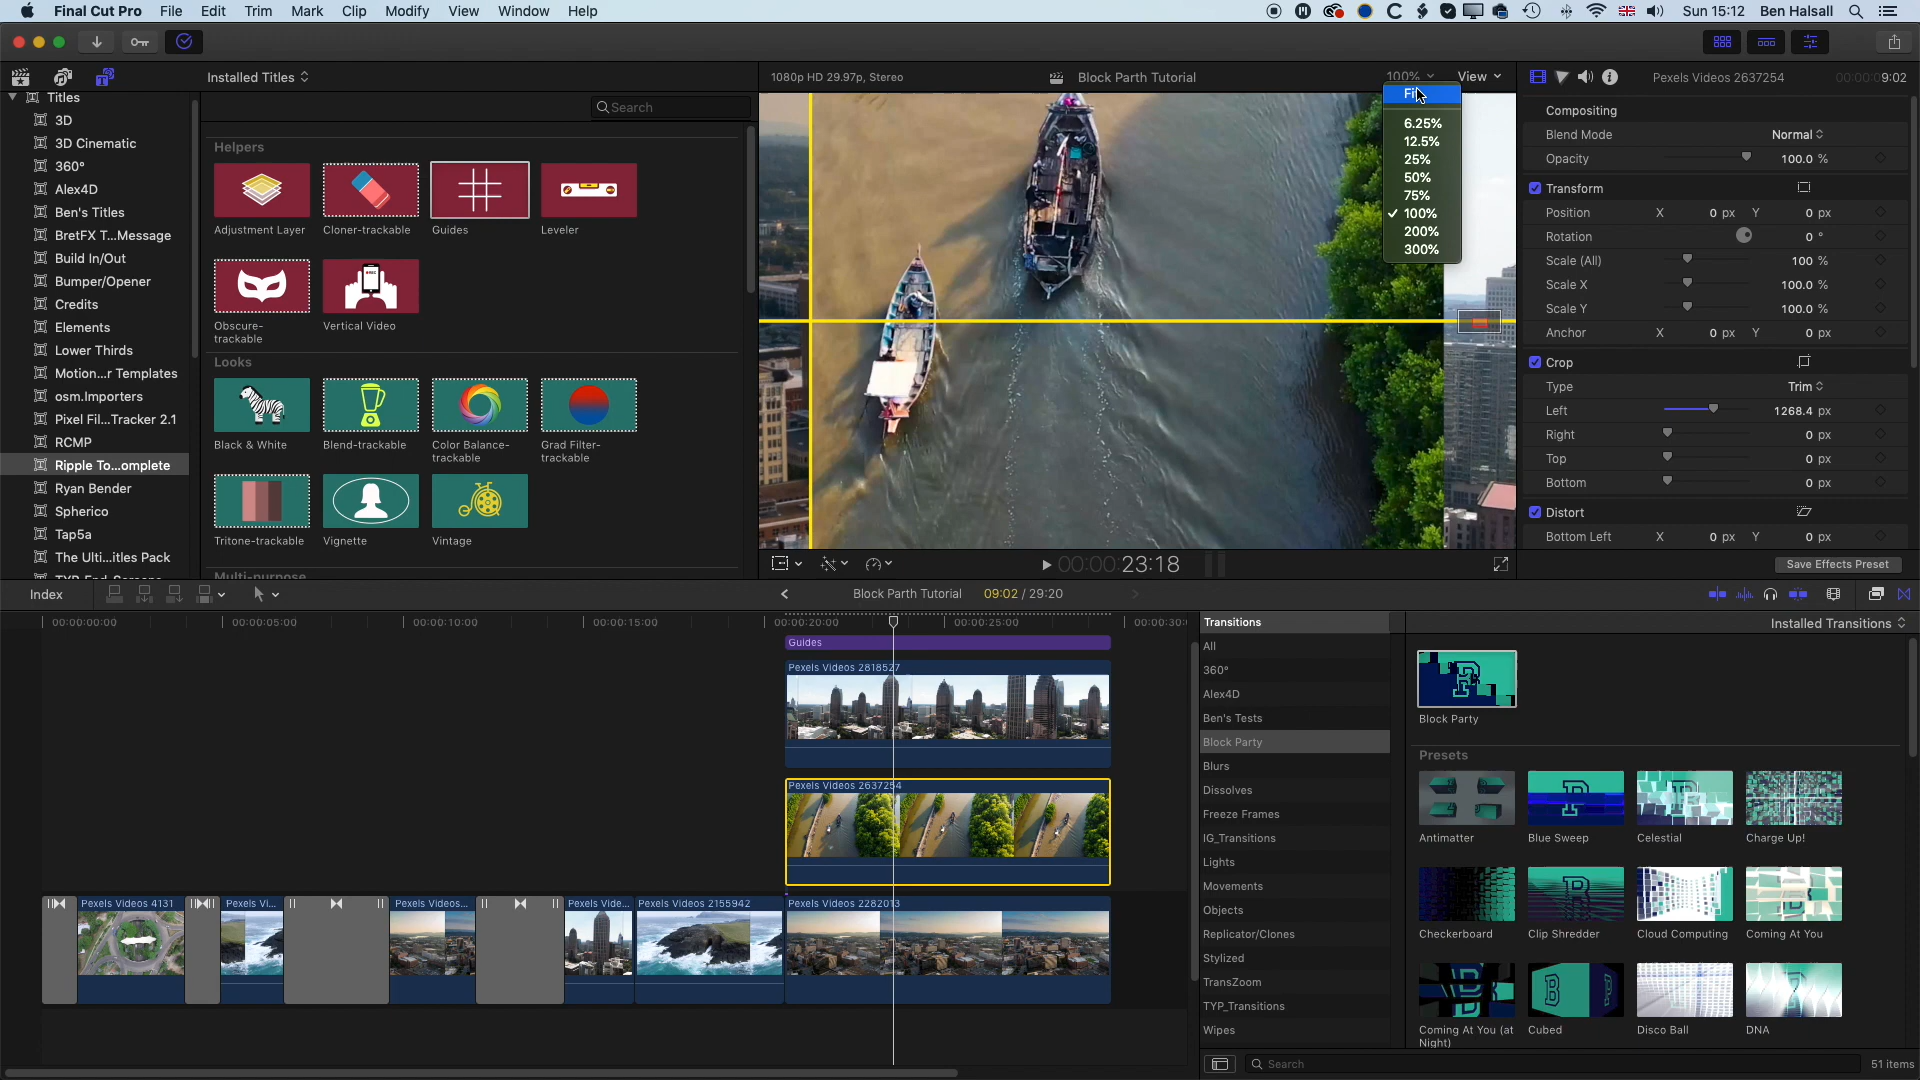 Final Cut Pro File Edit Trim Mark Clip Modify View Window Help
Sun 15:12 Ben Halsall
Installed Titles
1080p HD 29.97p, Stereo
Block Parth Tutorial
100%
View
Pexels Videos 2637254
00:00:09:02
Titles
3D
3D Cinematic
360°
Alex4D
Ben's Titles
BretFX T...Message
Build In/Out
Bumper/Opener
Credits
Elements
Lower Thirds
Motion...r Templates
osm.Importers
Pixel Fil...Tracker 2.1
RCMP
Ripple To...omplete
Ryan Bender
Spherico
Tap5a
The Ulti...itles Pack
Search
Helpers
Adjustment Layer
Cloner-trackable
Guides
Leveler
Obscure-
trackable
Vertical Video
Looks
Black & White
Blend-trackable
Color Balance-
trackable
Grad Filter-
trackable
Tritone-trackable
Vignette
Vintage
Multi-purpose
6.25%
12.5%
25%
50%
75%
✓ 100%
200%
300%
Compositing
Blend Mode Normal
Opacity 100.0 %
Transform
Position X 0 px Y 0 px
Rotation 0 °
Scale (All) 100 %
Scale X 100.0 %
Scale Y 100.0 %
Anchor X 0 px Y 0 px
Crop
Type Trim
Left 1268.4 px
Right 0 px
Top 0 px
Bottom 0 px
Distort
Bottom Left X 0 px Y 0 px
Save Effects Preset
00:00:23:18
Index
Block Parth Tutorial 09:02 / 29:20
00:00:00:00
00:00:05:00
00:00:10:00
00:00:15:00
00:00:20:00
00:00:25:00
00:00:30:
Guides
Pexels Videos 2818527
Pexels Videos 2637254
Pexels Videos 4131
Pexels Vi...
Pexels Videos...
Pexels Vide...
Pexels Videos 2155942
Pexels Videos 2282013
Transitions
Installed Transitions
All
360°
Alex4D
Ben's Tests
Block Party
Blurs
Dissolves
Freeze Frames
IG_Transitions
Lights
Movements
Objects
Replicator/Clones
Stylized
TransZoom
TYP_Transitions
Wipes
Block Party
Presets
Antimatter
Blue Sweep
Celestial
Charge Up!
Checkerboard
Clip Shredder
Cloud Computing
Coming At You
Coming At You (at
Night)
Cubed
Disco Ball
DNA
Search
51 items